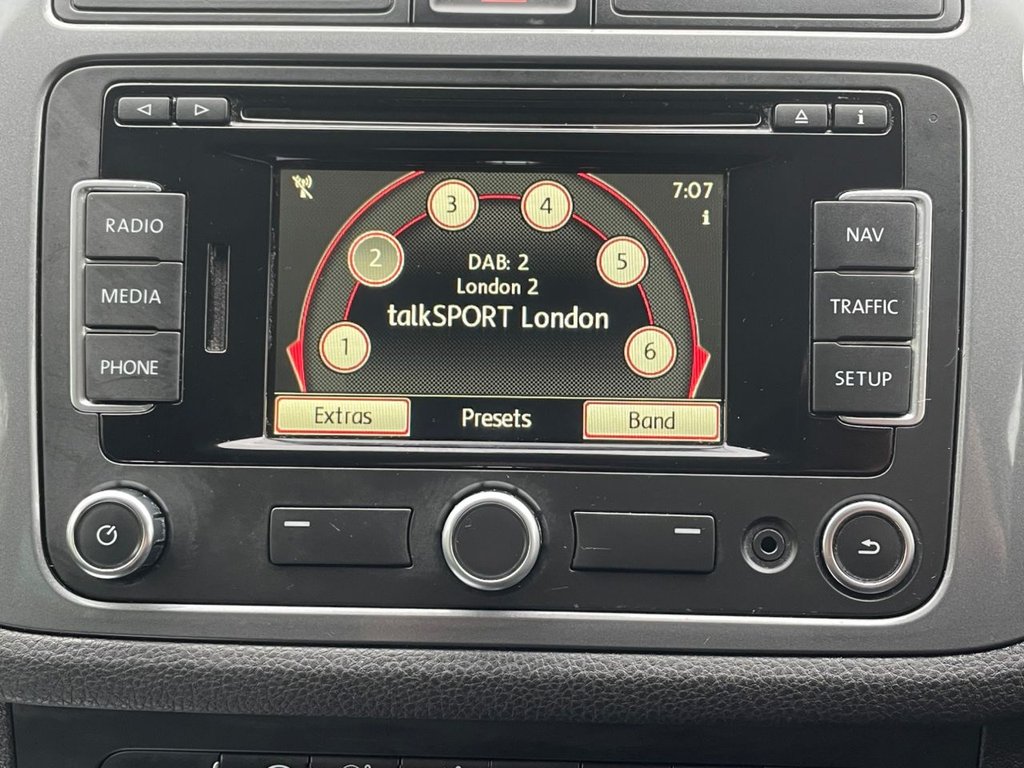 i
7:07
i
3
4
2
5
DAB: 2
London 2
talkSPORT London
1
6
Extras
Presets
Band
RADIO
MEDIA
PHONE
NAV
TRAFFIC
SETUP